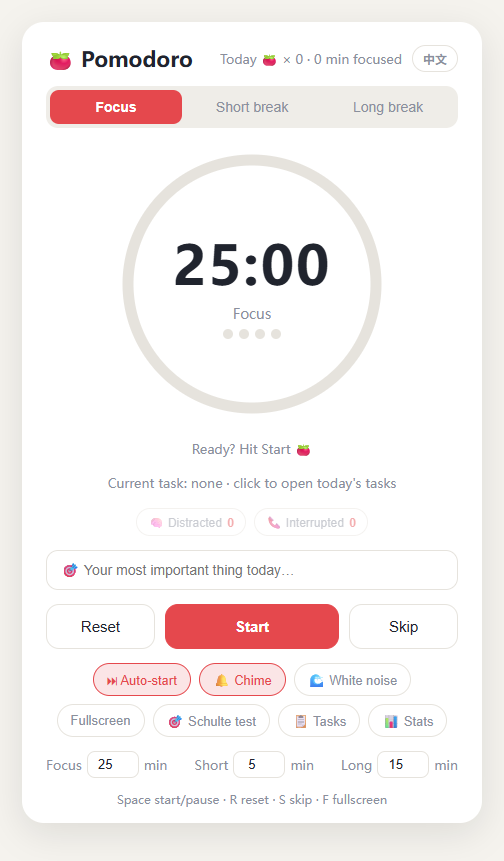 🍅 Pomodoro Today 🍅 × 0 · 0 min focused 中文
Focus Short break Long break
25:00
Focus
Ready? Hit Start 🍅
Current task: none · click to open today's tasks
🧠 Distracted 0 📞 Interrupted 0
🎯 Your most important thing today…
Reset Start Skip
⏭ Auto-start 🔔 Chime 🌊 White noise
Fullscreen 🎯 Schulte test 📋 Tasks 📊 Stats
Focus 25 min Short 5 min Long 15 min
Space start/pause · R reset · S skip · F fullscreen